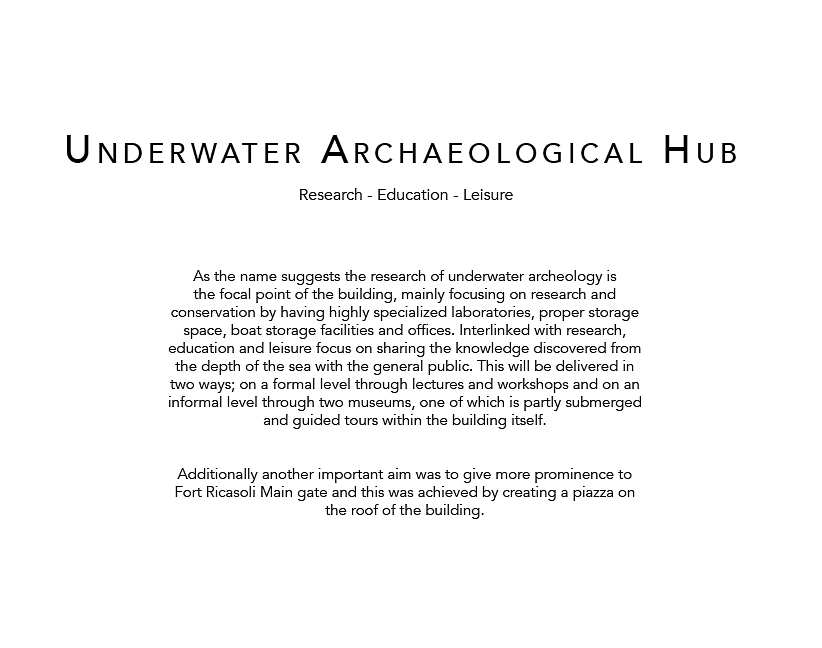 UNDERWATER ARCHAEOLOGICAL HUB
Research - Education - Leisure
As the name suggests the research of underwater archeology is
the focal point of the building, mainly focusing on research and
conservation by having highly specialized laboratories, proper storage
space, boat storage facilities and offices. Interlinked with research,
education and leisure focus on sharing the knowledge discovered from
the depth of the sea with the general public. This will be delivered in
two ways; on a formal level through lectures and workshops and on an
informal level through two museums, one of which is partly submerged
and guided tours within the building itself.
Additionally another important aim was to give more prominence to
Fort Ricasoli Main gate and this was achieved by creating a piazza on
the roof of the building.